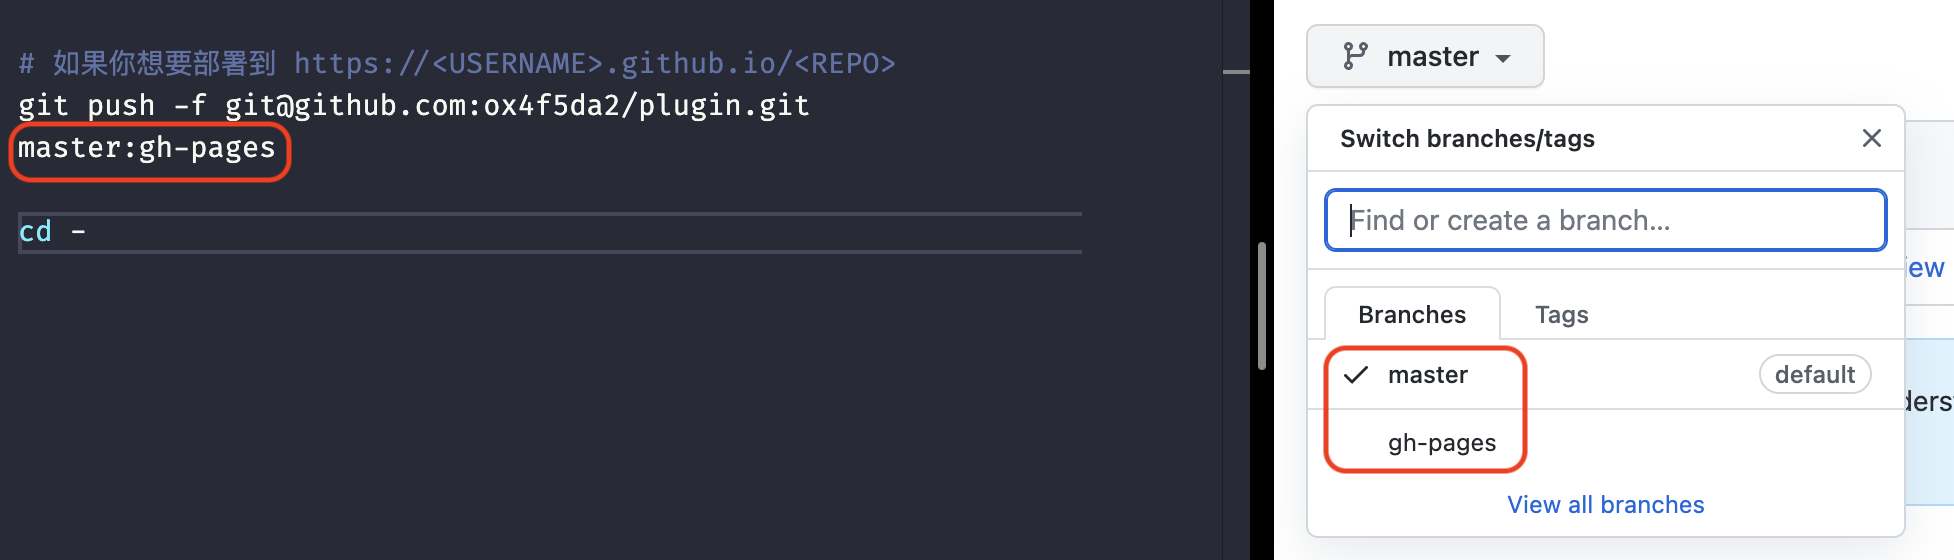 # 如果你想要部署到 https://<USERNAME>.github.io/<REPO>
git push -f git@github.com:ox4f5da2/plugin.git
master:gh-pages
cd -
master
Switch branches/tags
Find or create a branch...
iew
Branches
Tags
master
default
ders
gh-pages
View all branches